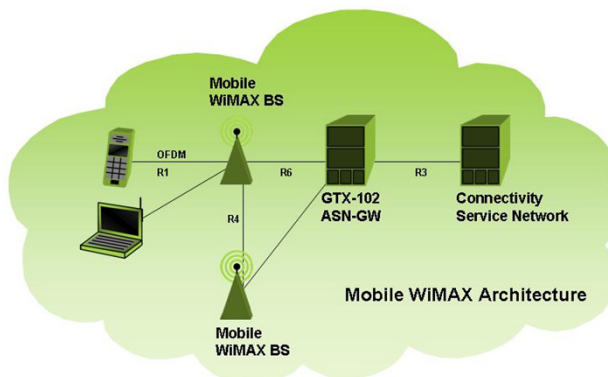 Mobile
WiMAX BS
OFDM
R1
R6
R3
GTX-102
ASN-GW
Connectivity
Service Network
R4
Mobile WiMAX Architecture
Mobile
WiMAX BS